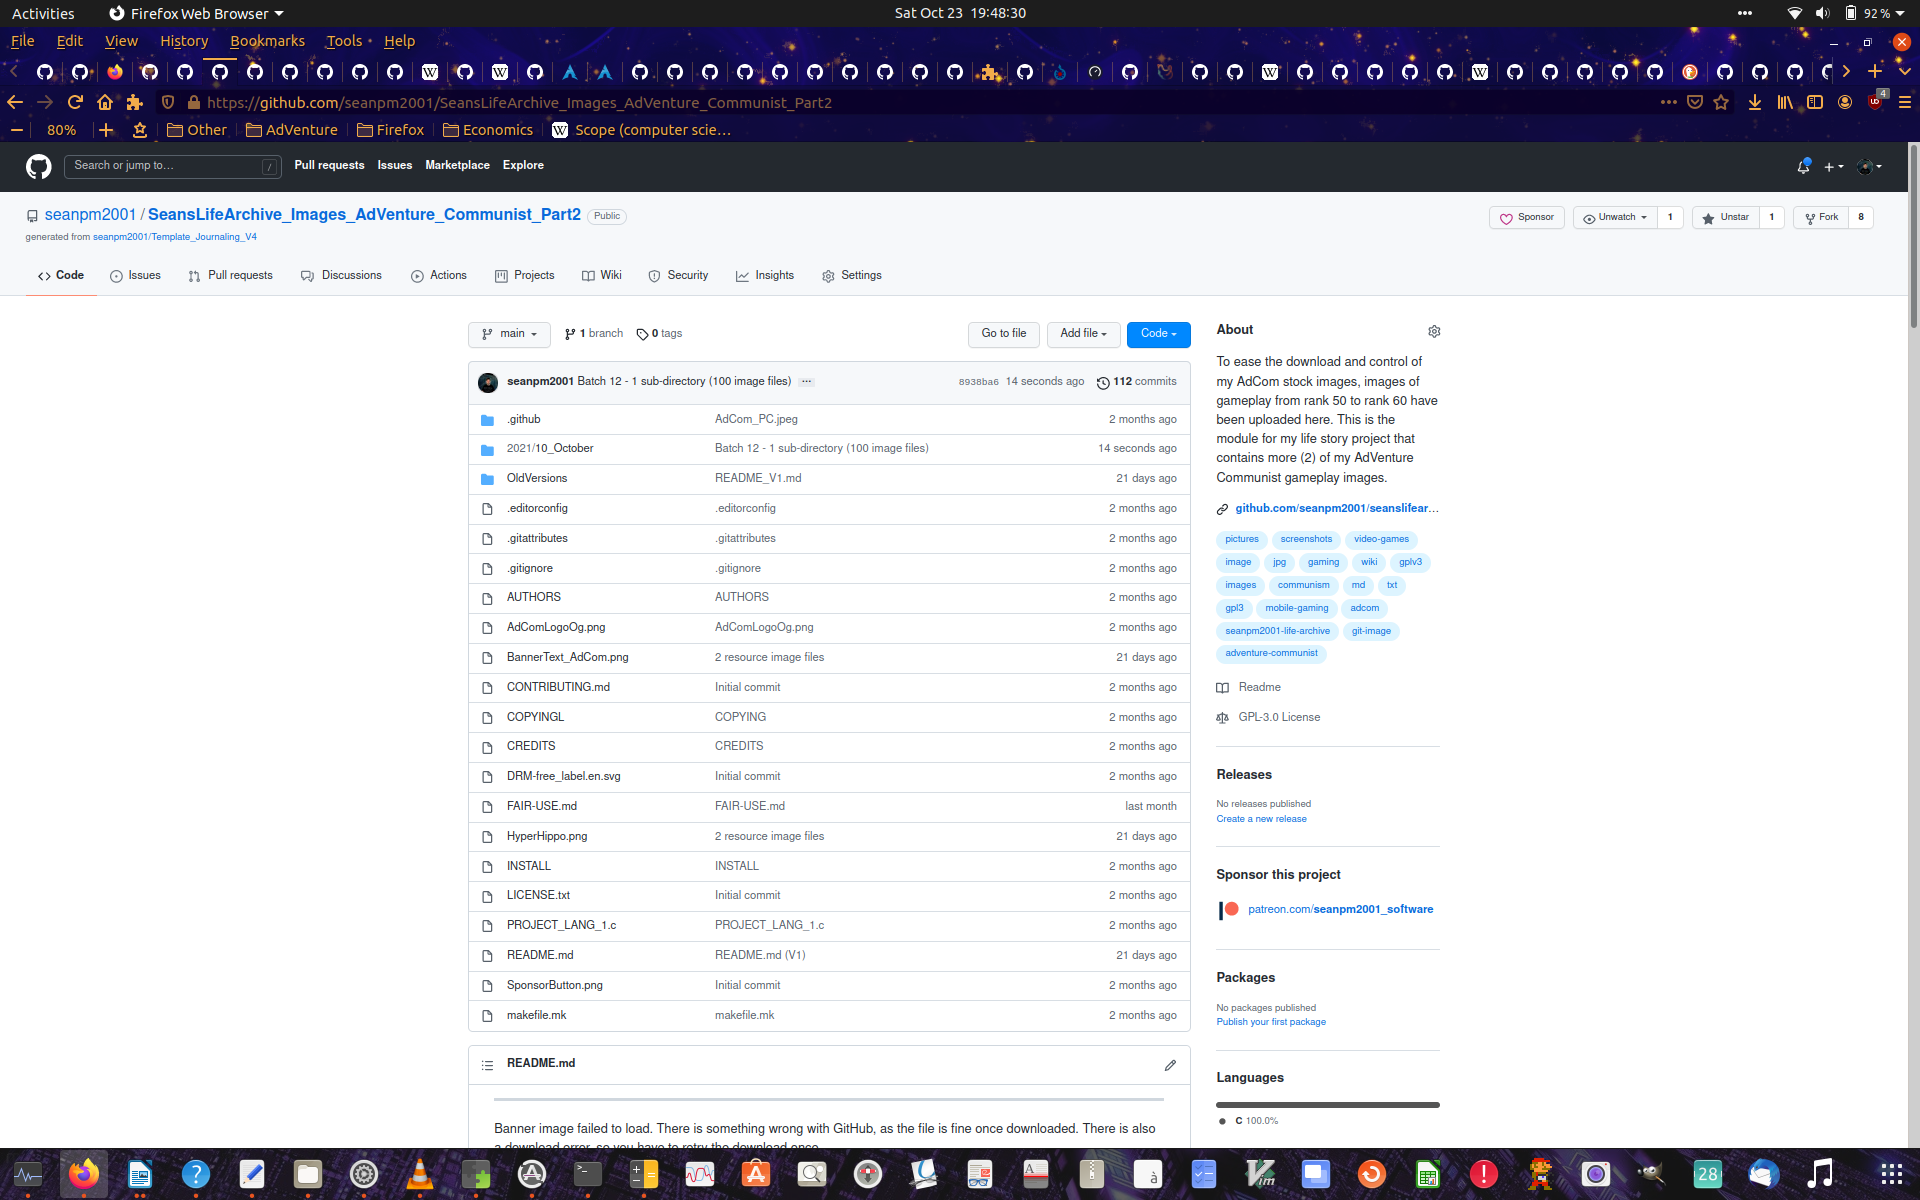 Activities
Firefox Web Browser
Sat Oct 23 19:48:30
92 %
File Edit View History Bookmarks Tools Help
https://github.com/seanpm2001/SeansLifeArchive_Images_AdVenture_Communist_Part2
4
80%
Other
AdVenture
Firefox
Economics
Scope (computer scie…
Search or jump to…
/
Pull requests Issues Marketplace Explore
seanpm2001 / SeansLifeArchive_Images_AdVenture_Communist_Part2 Public
generated from seanpm2001/Template_Journaling_V4
Sponsor
Unwatch 1
Unstar 1
Fork 8
Code Issues Pull requests Discussions Actions Projects Wiki Security Insights Settings
main 1 branch 0 tags
Go to file Add file Code
seanpm2001 Batch 12 - 1 sub-directory (100 image files) ... 8938ba6 14 seconds ago 112 commits
.github AdCom_PC.jpeg 2 months ago
2021/10_October Batch 12 - 1 sub-directory (100 image files) 14 seconds ago
OldVersions README_V1.md 21 days ago
.editorconfig .editorconfig 2 months ago
.gitattributes .gitattributes 2 months ago
.gitignore .gitignore 2 months ago
AUTHORS AUTHORS 2 months ago
AdComLogoOg.png AdComLogoOg.png 2 months ago
BannerText_AdCom.png 2 resource image files 21 days ago
CONTRIBUTING.md Initial commit 2 months ago
COPYINGL COPYING 2 months ago
CREDITS CREDITS 2 months ago
DRM-free_label.en.svg Initial commit 2 months ago
FAIR-USE.md FAIR-USE.md last month
HyperHippo.png 2 resource image files 21 days ago
INSTALL INSTALL 2 months ago
LICENSE.txt Initial commit 2 months ago
PROJECT_LANG_1.c PROJECT_LANG_1.c 2 months ago
README.md README.md (V1) 21 days ago
SponsorButton.png Initial commit 2 months ago
makefile.mk makefile.mk 2 months ago
README.md
Banner image failed to load. There is something wrong with GitHub, as the file is fine once downloaded. There is also
a download error, so you have to retry the download once
About
To ease the download and control of
my AdCom stock images, images of
gameplay from rank 50 to rank 60 have
been uploaded here. This is the
module for my life story project that
contains more (2) of my AdVenture
Communist gameplay images.
github.com/seanpm2001/seanslifear…
pictures screenshots video-games
image jpg gaming wiki gplv3
images communism md txt
gpl3 mobile-gaming adcom
seanpm2001-life-archive git-image
adventure-communist
Readme
GPL-3.0 License
Releases
No releases published
Create a new release
Sponsor this project
patreon.com/seanpm2001_software
Packages
No packages published
Publish your first package
Languages
C 100.0%
28